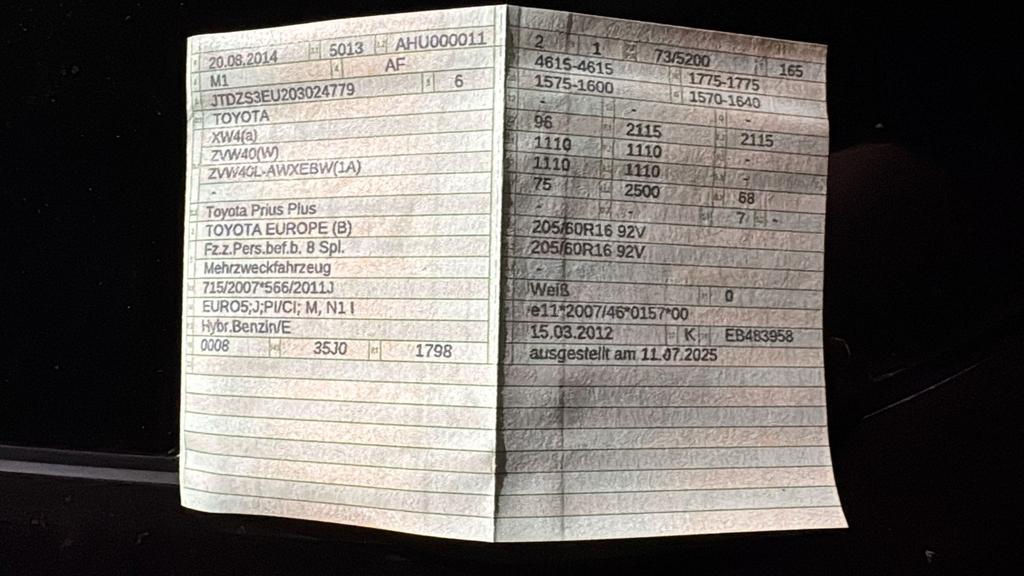 20.08.2014 5013 AHU000011
M1 AF
JTDZS3EU203024779 6
TOYOTA
XW4(a)
ZVW40(W)
ZVW40L-AWXEBW(1A)
-
Toyota Prius Plus
TOYOTA EUROPE (B)
Fz.z.Pers.bef.b. 8 Spl.
Mehrzweckfahrzeug
715/2007*566/2011J
EURO5;J;PI/CI; M, N1 I
Hybr.Benzin/E
0008 35J0 1798
2 1 73/5200 165
4615-4615 1775-1775
1575-1600 1570-1640
- - -
96 2115 2115
1110 1110 -
1110 1110 -
75 2500 68
- - 7 -
205/60R16 92V
205/60R16 92V
-
Weiß 0
e11*2007/46*0157*00
15.03.2012 K EB483958
ausgestellt am 11.07.2025